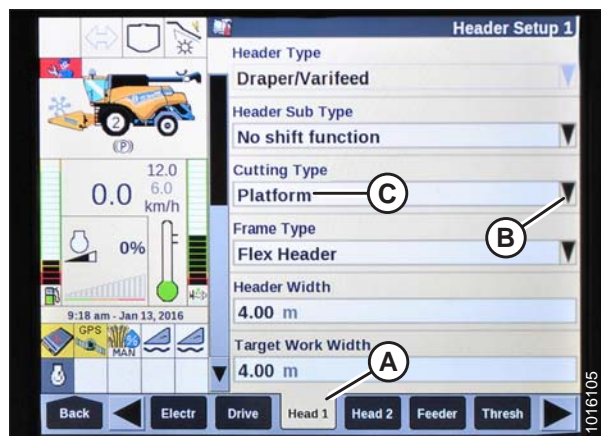 Header Setup 1
Header Type
Draper/Varifeed
Header Sub Type
No shift function
Cutting Type
Platform
C
B
Frame Type
Flex Header
Header Width
4.00 m
Target Work Width
A
4.00 m
2
(P)
12.0
6.0
0.0
km/h
0%
9:18 am - Jan 13, 2016
GPS
MAN
%
Back
Electr
Drive
Head 1
Head 2
Feeder
Thresh
1016105